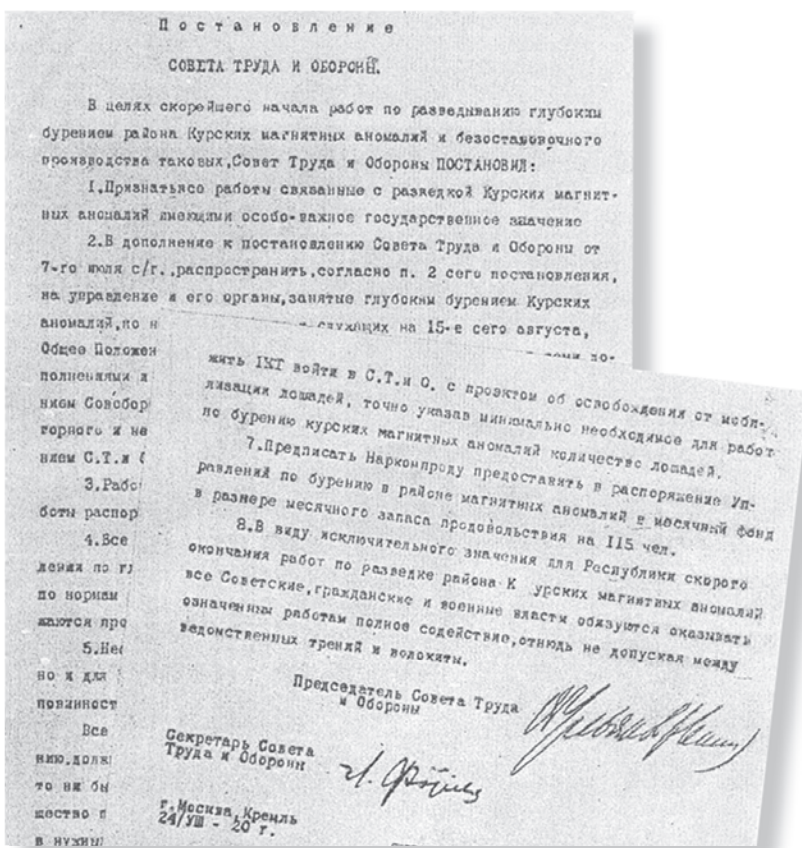 Постановление
СОВЕТА ТРУДА И ОБОРОНЫ.
В целях скорейшего начала работ по разведыванию глубоким
бурением района Курских магнитных аномалий и безостановочного
производства таковых,Совет Труда и Обороны ПОСТАНОВИЛ:
1.Признать работы связанные с разведкой Курских магнит-
ных аномалий имеющими особо-важное государственное значение
2.В дополнение к постановлению Совета Труда и Обороны от
7-го июля с/г.,распространить,согласно п. 2 сего постановления,
на управление и его органы,занятые глубоким бурением Курских
аномалий,по служащих на 15-е сего августа,
Общее Положен
полнениями и
нием Совобор
горного и не
нием С.Т.и
3.Рабо
боты распор
4.Все
дения по гл
по нормам
жаются про
5.Нео
но и для
повинност
Все
нию,долж
то ни бы
щество п
в нужны
жить ЦКТ войти в С.Т.и О. с проэктом об освобождения от моби-
лизации лошадей, точно указав минимально необходимое для работ
по бурению курских магнитных аномалий количество лошадей.
7.Предписать Наркомпроду предоставить в распоряжение Уп-
равлений по бурению в районе магнитных аномалий в месячный фонд
в размере месячного запаса продовольствия на 115 чел.
8.В виду исключительного значения для Республики скорого
окончания работ по разведке района К урских магнитных аномалий
все Советские,гражданские и военные власти обязуются оказывать
означенным работам полное содействие,отнюдь не допуская между
ведомственных трений и волокиты.
Председатель Совета Труда
и Обороны
Секретарь Совета
Труда и Обороны
г.Москва,Кремль
24/VIII - 20 г.